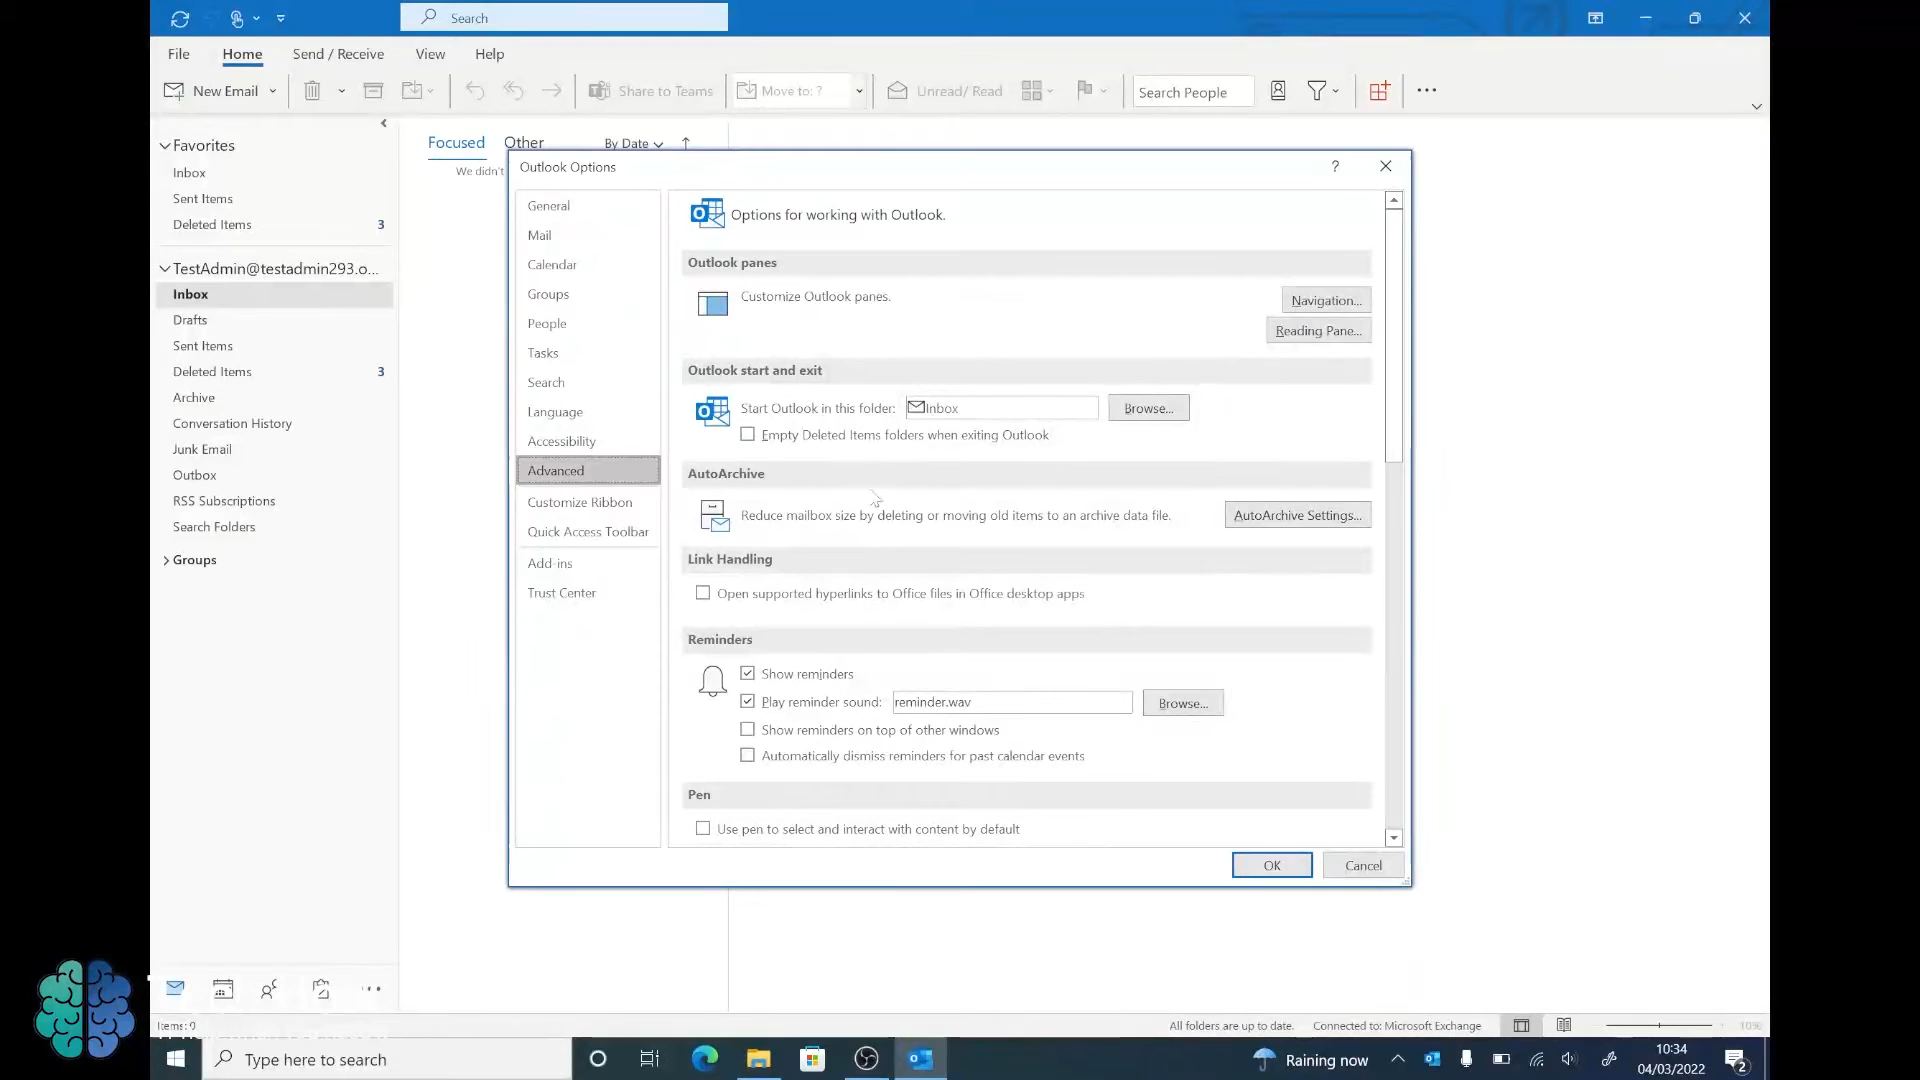 Search
File
Home
Send / Receive
View
Help
New Email
Share to Teams
Move to: ?
Unread/ Read
Search People
Favorites
Inbox
Sent Items
Deleted Items 3
TestAdmin@testadmin293.o...
Inbox
Drafts
Sent Items
Deleted Items 3
Archive
Conversation History
Junk Email
Outbox
RSS Subscriptions
Search Folders
Groups
Focused
Other
By Date
We didn't
Outlook Options
?
General
Mail
Calendar
Groups
People
Tasks
Search
Language
Accessibility
Advanced
Customize Ribbon
Quick Access Toolbar
Add-ins
Trust Center
Options for working with Outlook.
Outlook panes
Customize Outlook panes.
Navigation...
Reading Pane...
Outlook start and exit
Start Outlook in this folder: Inbox Browse...
Empty Deleted Items folders when exiting Outlook
AutoArchive
Reduce mailbox size by deleting or moving old items to an archive data file. AutoArchive Settings...
Link Handling
Open supported hyperlinks to Office files in Office desktop apps
Reminders
Show reminders
Play reminder sound: reminder.wav Browse...
Show reminders on top of other windows
Automatically dismiss reminders for past calendar events
Pen
Use pen to select and interact with content by default
OK Cancel
Items: 0
All folders are up to date. Connected to: Microsoft Exchange
Type here to search
Raining now
10:34
04/03/2022
2